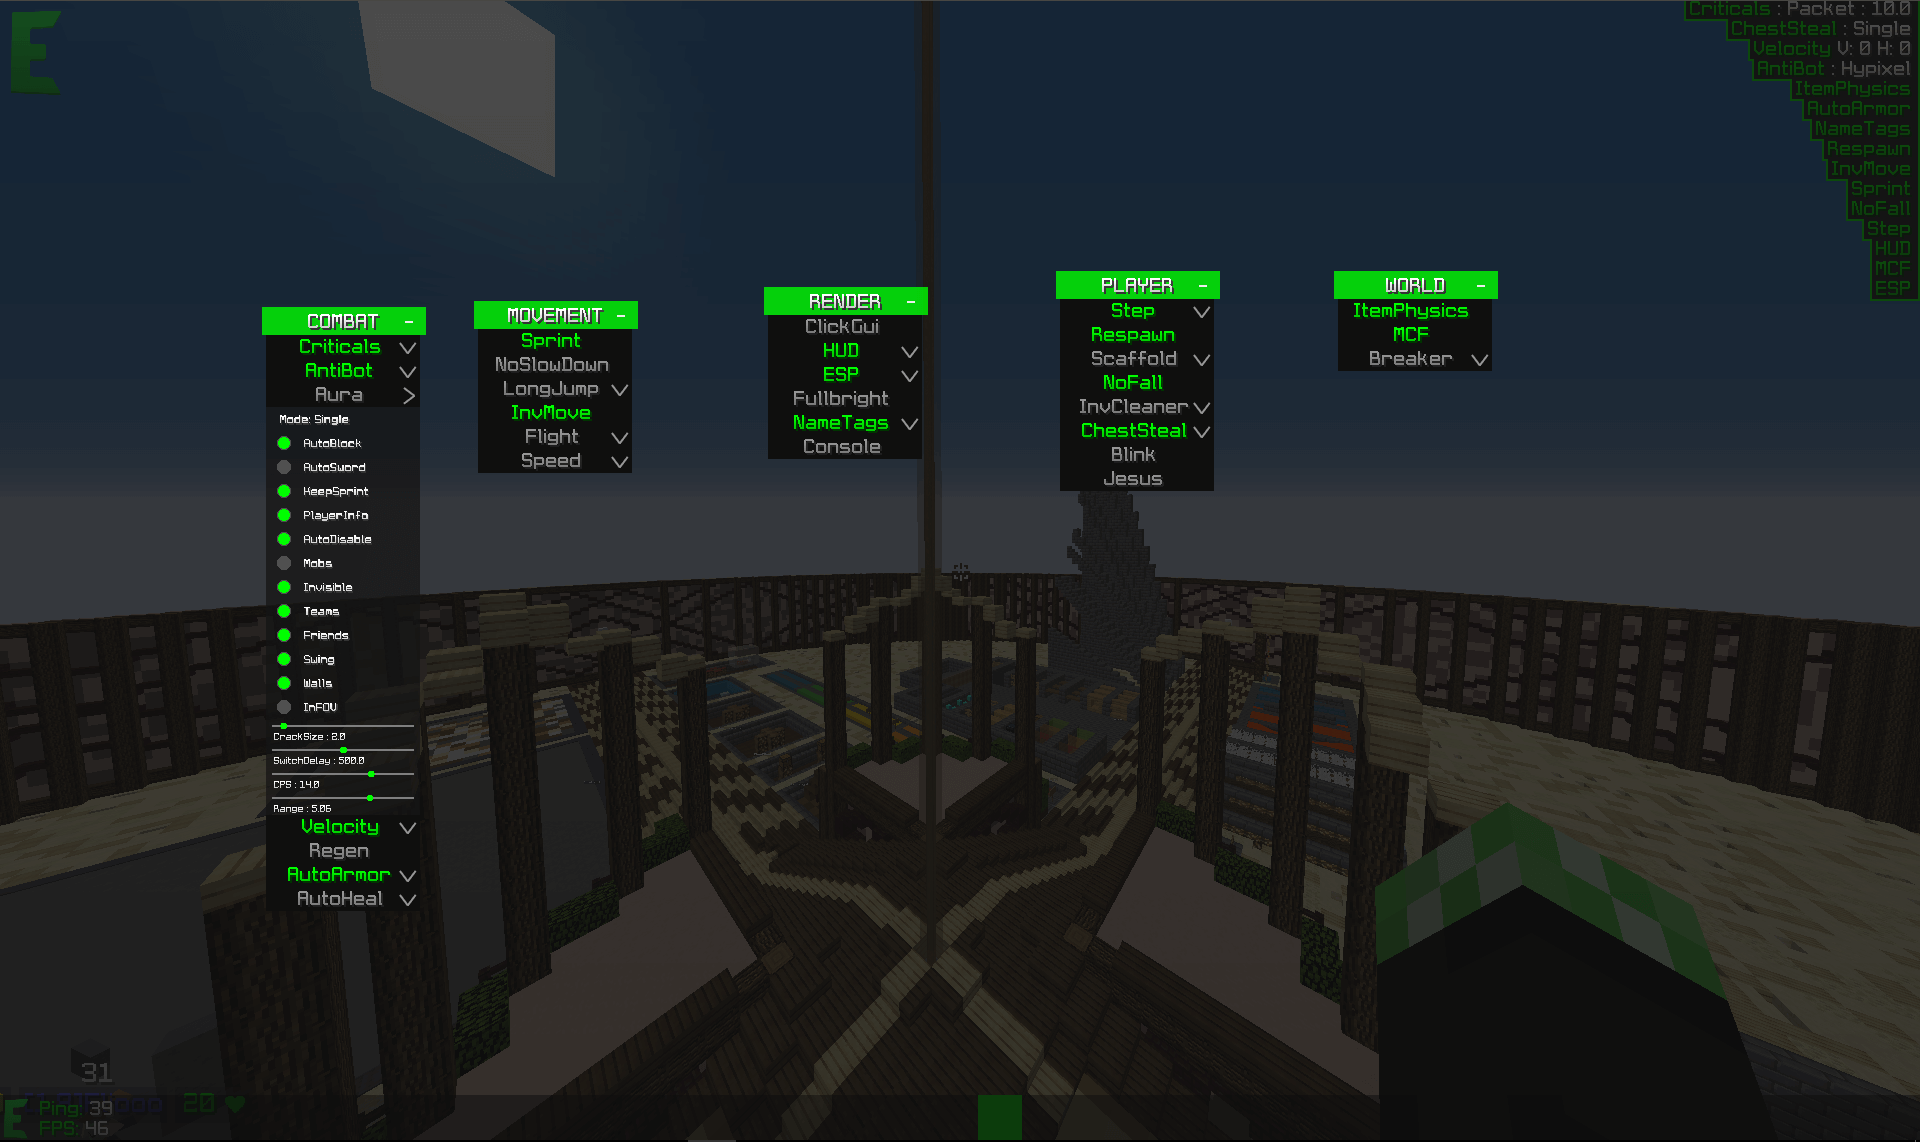 E
Criticals : Packet : 10.0
ChestSteal : Single
Velocity V: 0 H: 0
AntiBot : Hypixel
ItemPhysics
AutoArmor
NameTags
Respawn
InvMove
Sprint
NoFall
Step
HUD
MCF
ESP
COMBAT -
Criticals
AntiBot
Aura
Mode: Single
AutoBlock
AutoSword
KeepSprint
PlayerInfo
AutoDisable
Mobs
Invisible
Teams
Friends
Swing
Walls
InFOV
CrackSize : 2.0
SwitchDelay : 500.0
CPS : 14.0
Range : 5.06
Velocity
Regen
AutoArmor
AutoHeal
MOVEMENT -
Sprint
NoSlowDown
LongJump
InvMove
Flight
Speed
RENDER -
ClickGui
HUD
ESP
Fullbright
NameTags
Console
PLAYER -
Step
Respawn
Scaffold
NoFall
InvCleaner
ChestSteal
Blink
Jesus
WORLD -
ItemPhysics
MCF
Breaker
31
20
E
Ping: 39
FPS: 46